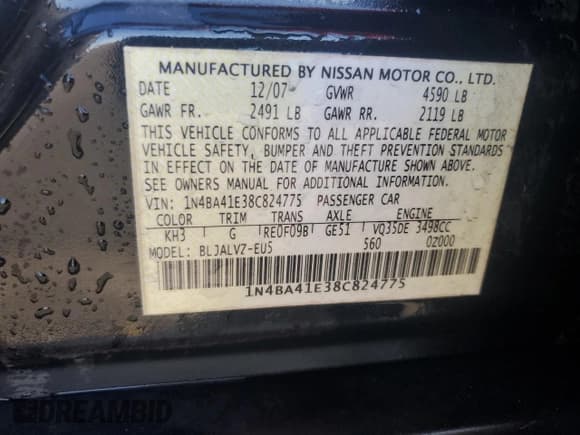 MANUFACTURED BY NISSAN MOTOR CO., LTD.
DATE 12/07 GVWR 4590 LB
GAWR FR. 2491 LB GAWR RR. 2119 LB
THIS VEHICLE CONFORMS TO ALL APPLICABLE FEDERAL MOTOR
VEHICLE SAFETY, BUMPER AND THEFT PREVENTION STANDARDS
IN EFFECT ON THE DATE OF MANUFACTURE SHOWN ABOVE.
SEE OWNERS MANUAL FOR ADDITIONAL INFORMATION.
VIN: 1N4BA41E38C824775 PASSENGER CAR
COLOR TRIM TRANS AXLE ENGINE
KH3 G RE0F09B GE51 VQ35DE 3498CC
MODEL: BLJALVZ-EU5 560 0Z000
1N4BA41E38C824775
DREAMBID